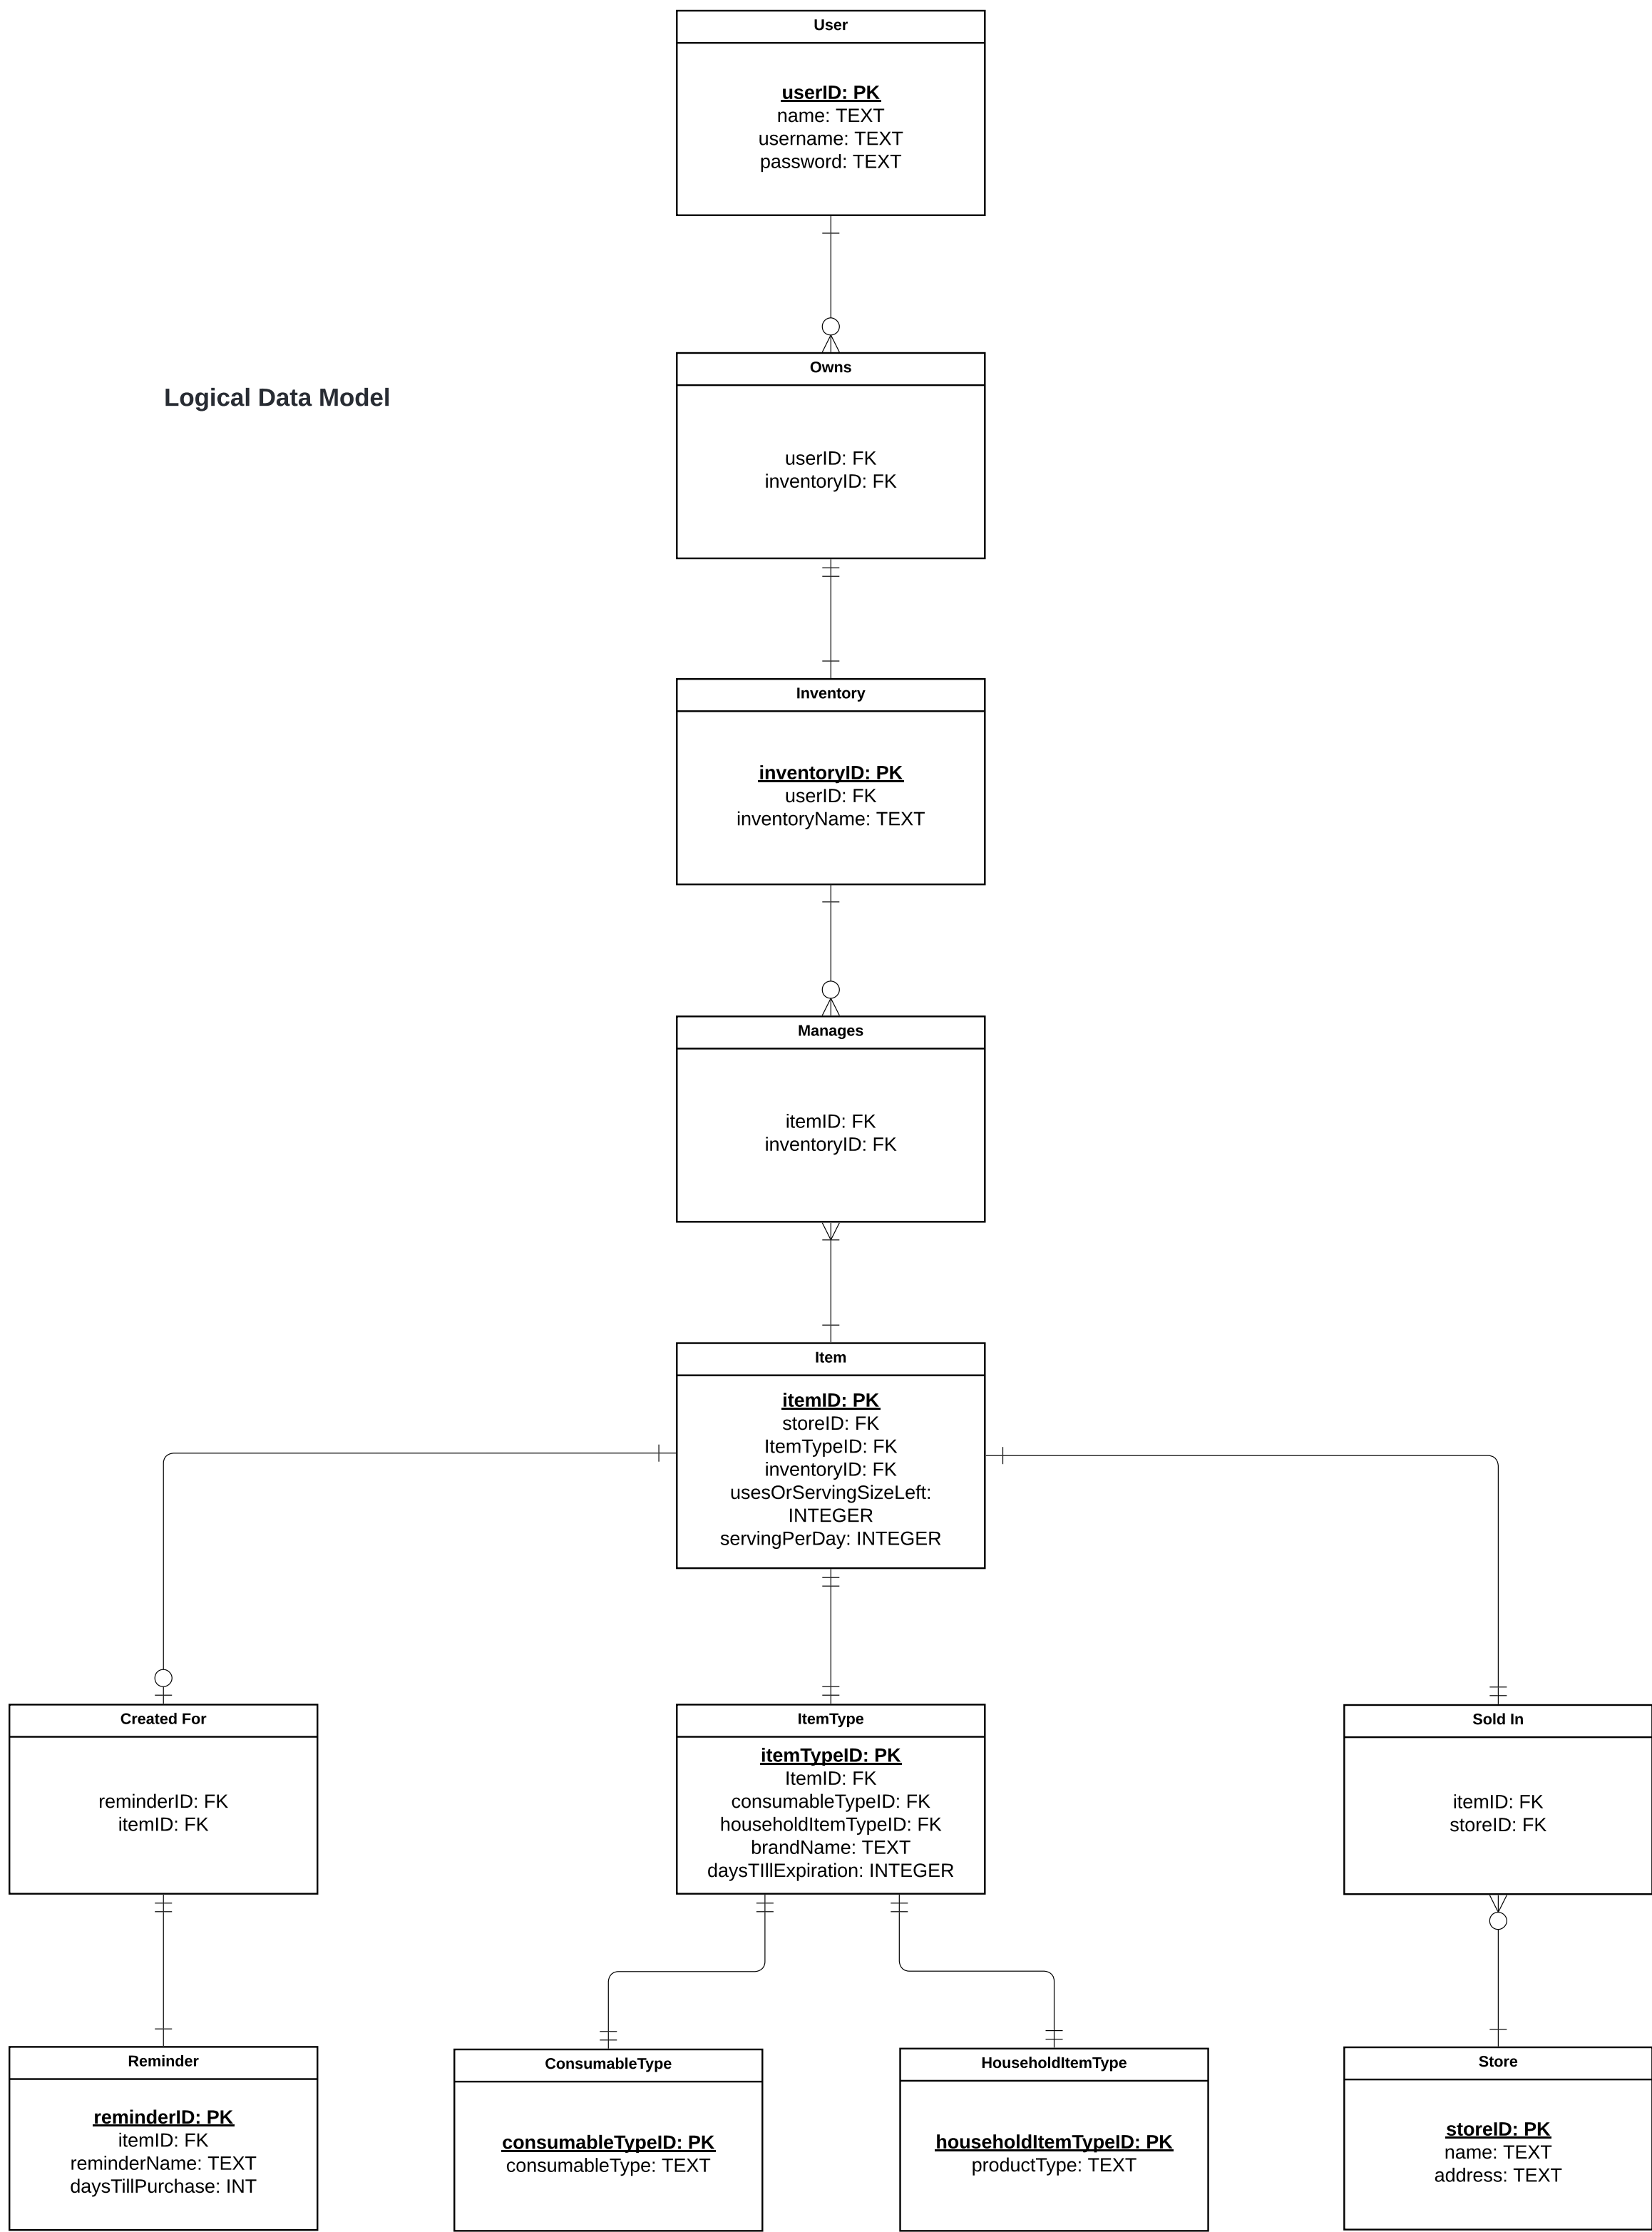 User
userID: PK
name: TEXT
username: TEXT
password: TEXT
Logical Data Model
Owns
userID: FK
inventoryID: FK
Inventory
inventoryID: PK
userID: FK
inventoryName: TEXT
Manages
itemID: FK
inventoryID: FK
Item
itemID: PK
storeID: FK
ItemTypeID: FK
inventoryID: FK
usesOrServingSizeLeft:
INTEGER
servingPerDay: INTEGER
Created For
reminderID: FK
itemID: FK
ItemType
itemTypeID: PK
ItemID: FK
consumableTypeID: FK
householdItemTypeID: FK
brandName: TEXT
daysTIllExpiration: INTEGER
Sold In
itemID: FK
storeID: FK
Reminder
reminderID: PK
itemID: FK
reminderName: TEXT
daysTillPurchase: INT
ConsumableType
consumableTypeID: PK
consumableType: TEXT
HouseholdItemType
householdItemTypeID: PK
productType: TEXT
Store
storeID: PK
name: TEXT
address: TEXT